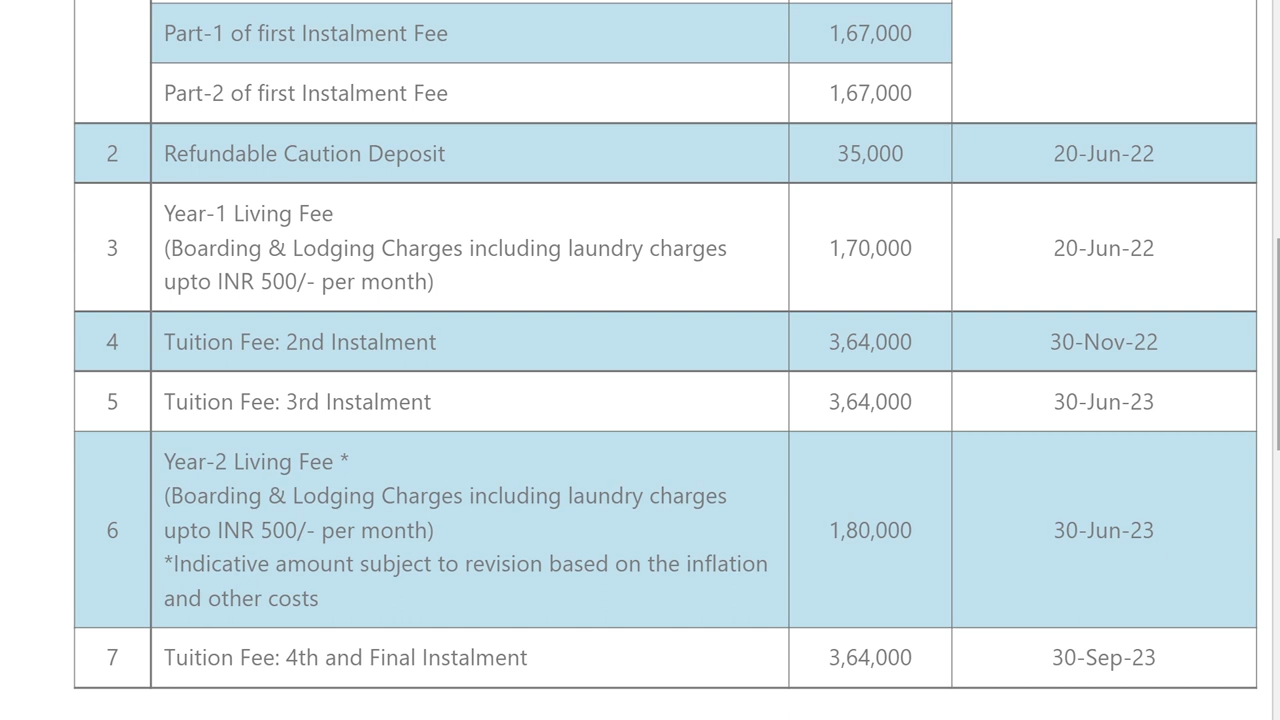 Part-1 of first Instalment Fee 1,67,000
Part-2 of first Instalment Fee 1,67,000
2 Refundable Caution Deposit 35,000 20-Jun-22
Year-1 Living Fee
3 (Boarding & Lodging Charges including laundry charges 1,70,000 20-Jun-22
upto INR 500/- per month)
4 Tuition Fee: 2nd Instalment 3,64,000 30-Nov-22
5 Tuition Fee: 3rd Instalment 3,64,000 30-Jun-23
Year-2 Living Fee *
(Boarding & Lodging Charges including laundry charges
6 upto INR 500/- per month) 1,80,000 30-Jun-23
*Indicative amount subject to revision based on the inflation
and other costs
7 Tuition Fee: 4th and Final Instalment 3,64,000 30-Sep-23